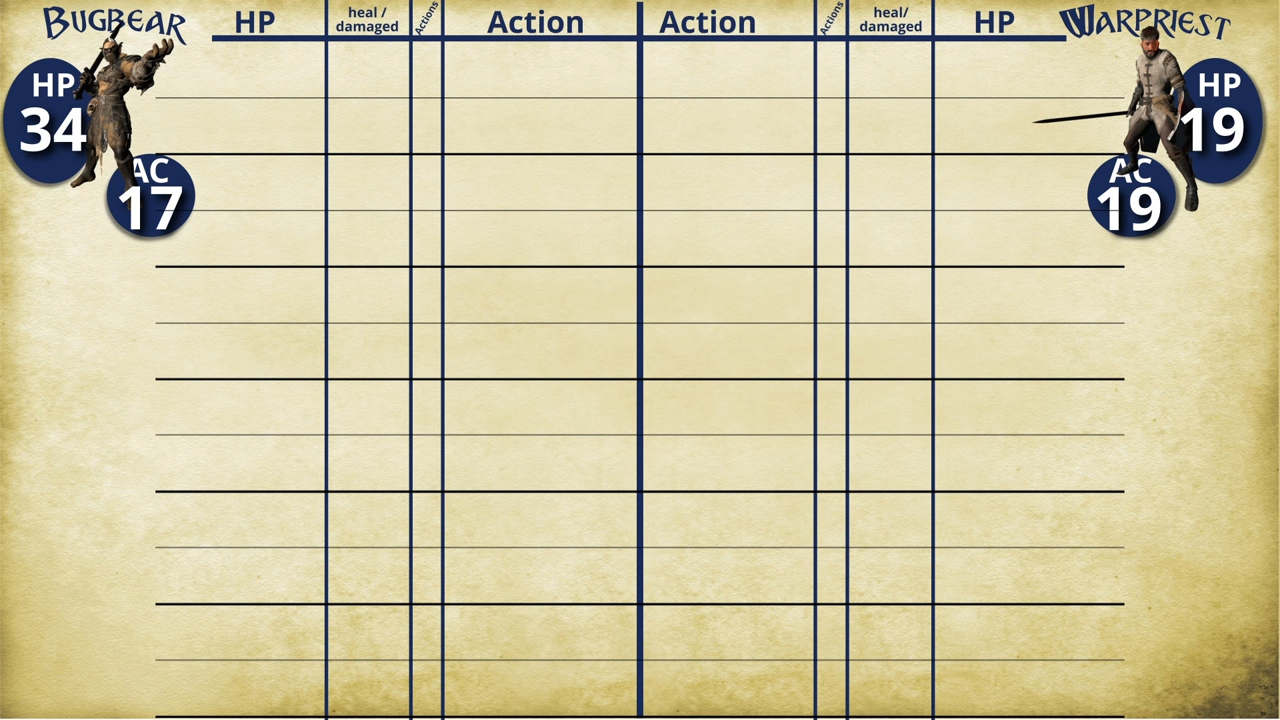 BUGBEAR
HP
heal /
damaged
Actions
Action
Action
Actions
heal/
damaged
HP
WARPRIEST
HP
34
AC
17
HP
19
AC
19